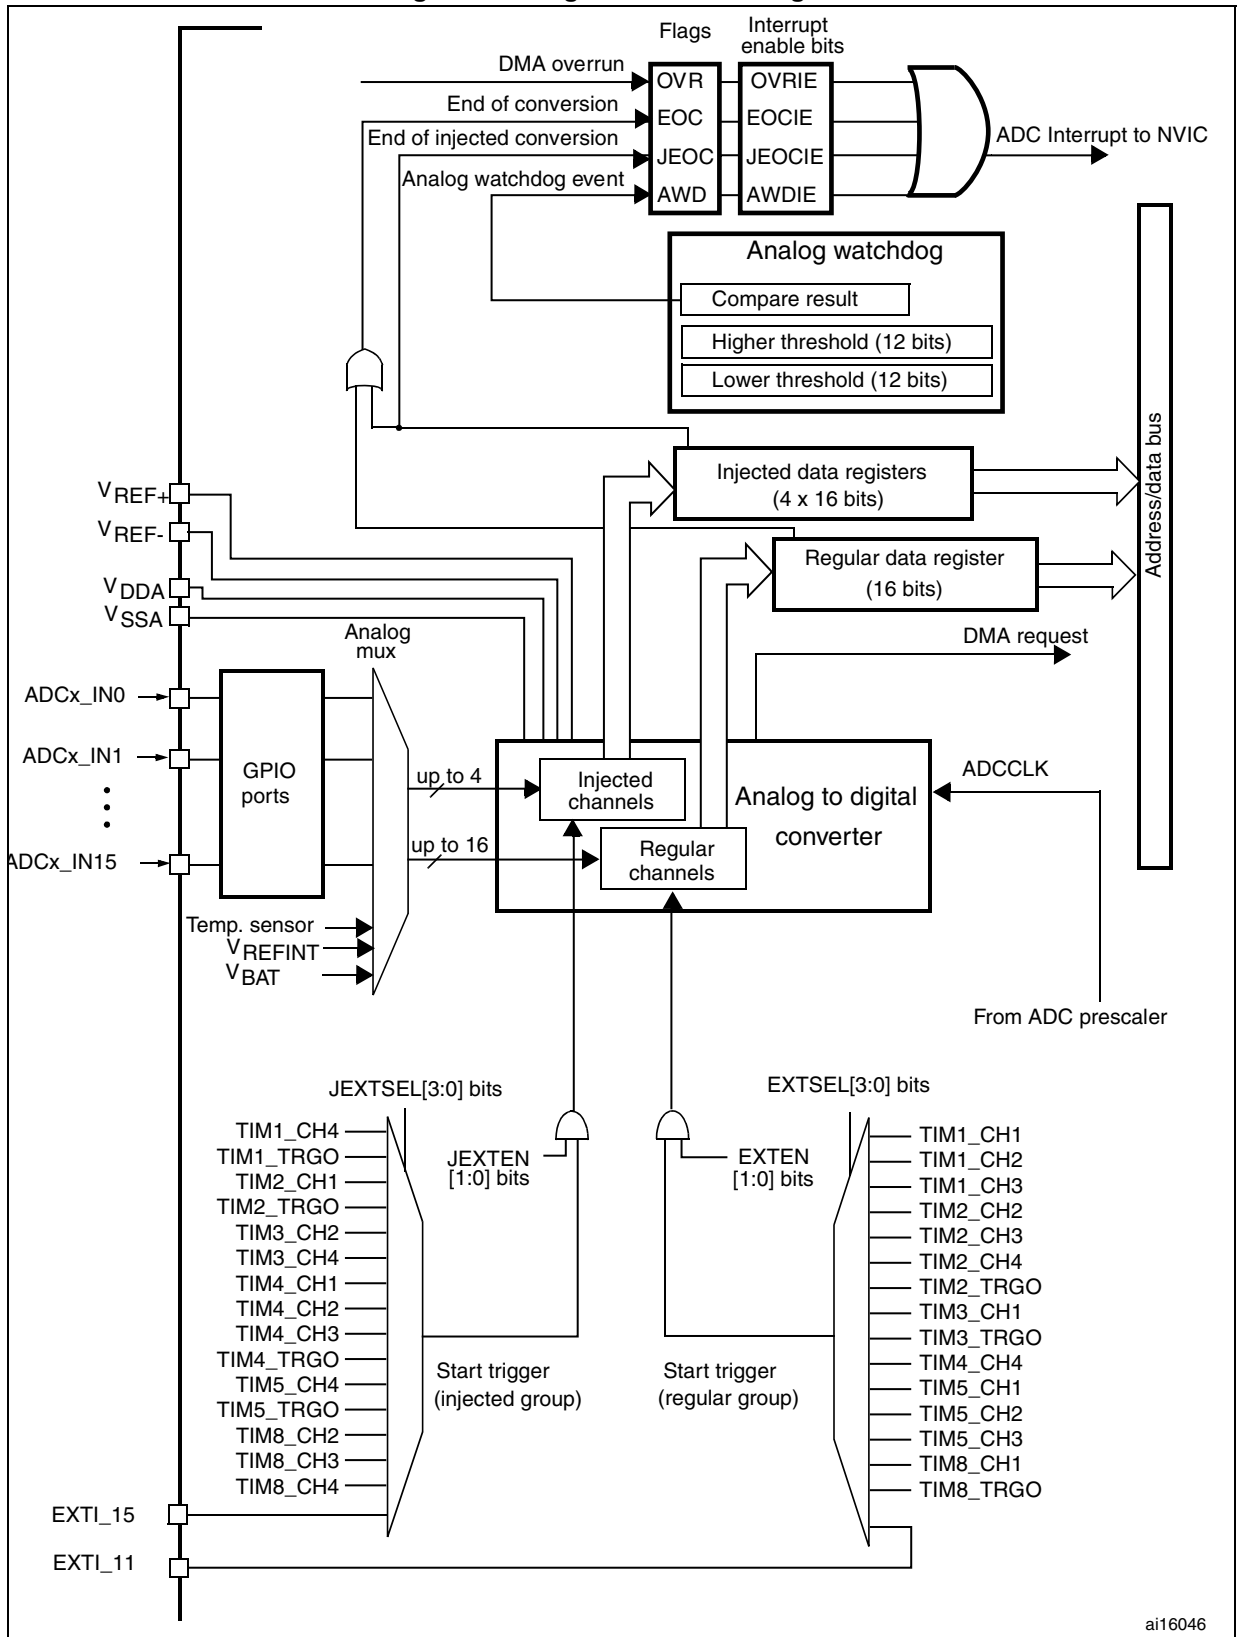 Flags
Interrupt
enable bits
DMA overrun
OVR
OVRIE
End of conversion
EOC
EOCIE
End of injected conversion
JEOC
JEOCIE
ADC Interrupt to NVIC
Analog watchdog event
AWD
AWDIE
Analog watchdog
Compare result
Higher threshold (12 bits)
Lower threshold (12 bits)
Address/data bus
Injected data registers
(4 x 16 bits)
VREF+
VREF-
Regular data register
(16 bits)
VDDA
VSSA
Analog
mux
DMA request
ADCx_IN0
ADCx_IN1
ADCx_IN15
GPIO
ports
up to 4
Injected
channels
up to 16
Regular
channels
Analog to digital
converter
ADCCLK
Temp. sensor
VREFINT
VBAT
From ADC prescaler
JEXTSEL[3:0] bits
EXTSEL[3:0] bits
TIM1_CH4
TIM1_TRGO
TIM2_CH1
TIM2_TRGO
TIM3_CH2
TIM3_CH4
TIM4_CH1
TIM4_CH2
TIM4_CH3
TIM4_TRGO
TIM5_CH4
TIM5_TRGO
TIM8_CH2
TIM8_CH3
TIM8_CH4
JEXTEN
[1:0] bits
EXTEN
[1:0] bits
Start trigger
(injected group)
Start trigger
(regular group)
TIM1_CH1
TIM1_CH2
TIM1_CH3
TIM2_CH2
TIM2_CH3
TIM2_CH4
TIM2_TRGO
TIM3_CH1
TIM3_TRGO
TIM4_CH4
TIM5_CH1
TIM5_CH2
TIM5_CH3
TIM8_CH1
TIM8_TRGO
EXTI_15
EXTI_11
ai16046